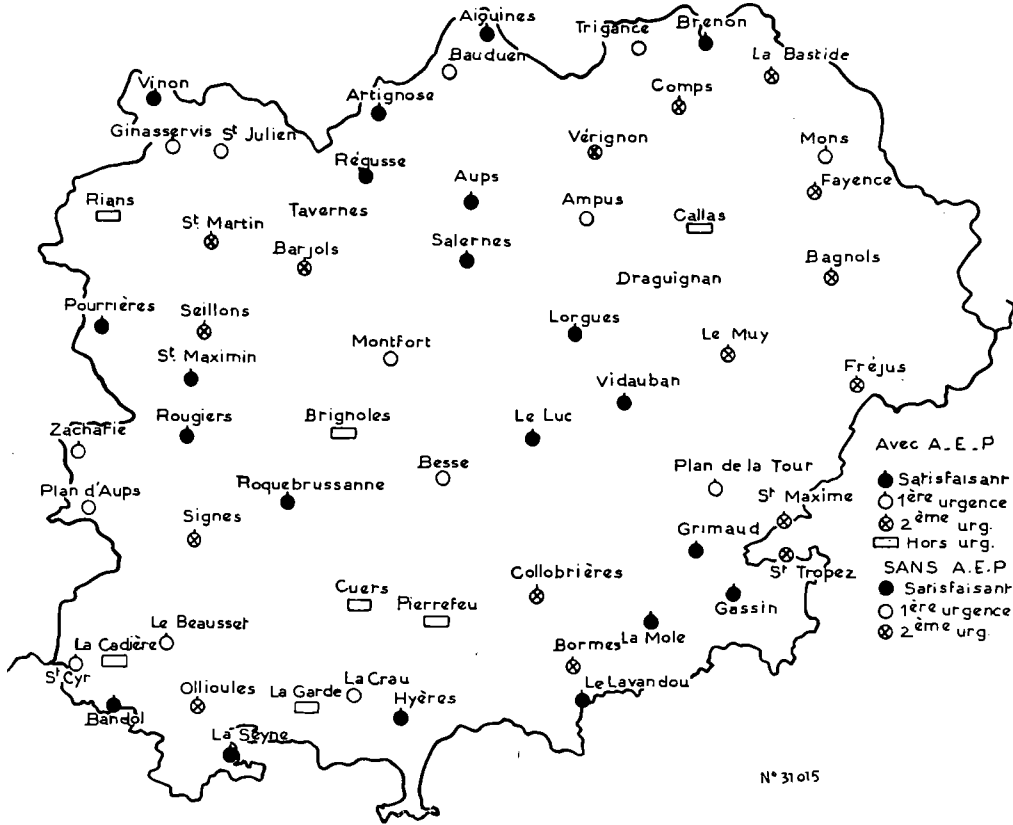 Aiguines
Trigance
Brenon
Bauduen
La Bastide
Vinon
Artignosc
Comps
Ginasservis
St Julien
Vérignon
Mons
Régusse
Aups
Fayence
Rians
Ampus
Callas
St Martin
Tavernes
Barjols
Salernes
Bagnols
Draguignan
Pourrières
Seillons
Lorgues
Montfort
Le Muy
St Maximin
Fréjus
Vidauban
Rougiers
Brignoles
Le Luc
Zacharie
Besse
Plan de la Tour
Plan d'Aups
Roquebrussanne
St Maxime
Signes
Grimaud
St Tropez
Collobrières
Cuers
Gassin
Pierrefeu
Le Beausset
La Mole
La Cadière
Bormes
St Cyr
Ollioules
La Garde
La Crau
Le Lavandou
Hyères
Bandol
La Seyne
Avec A_E_P
Satisfaisant
1ère urgence
2ème urg.
Hors urg.
SANS A.E.P
Satisfaisant
1ère urgence
2ème urg.
N° 31015